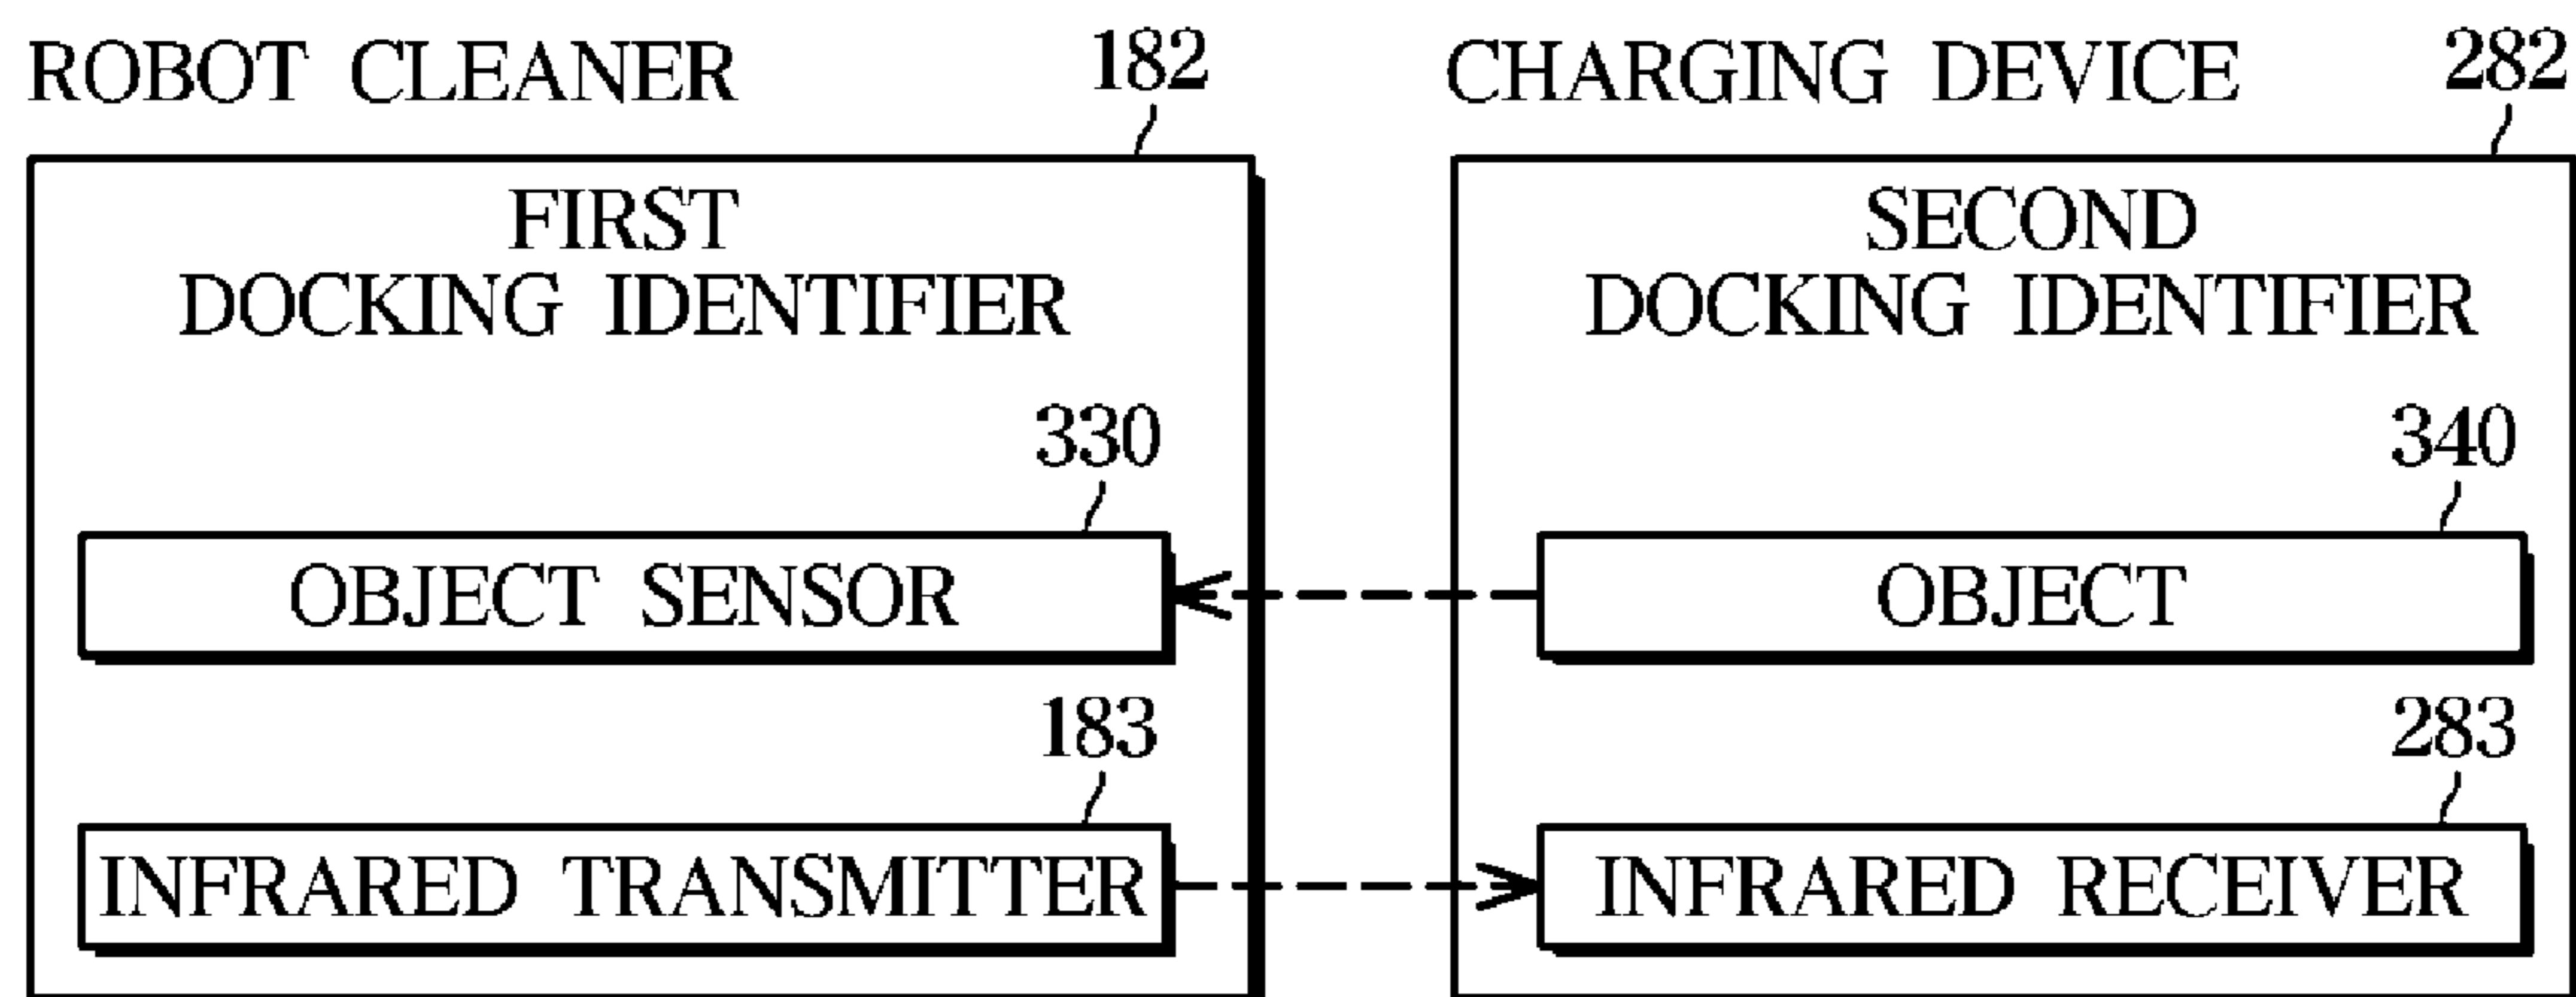 ROBOT CLEANER
182
CHARGING DEVICE
282
FIRST
DOCKING IDENTIFIER
SECOND
DOCKING IDENTIFIER
330
340
OBJECT SENSOR
OBJECT
183
283
INFRARED TRANSMITTER
INFRARED RECEIVER